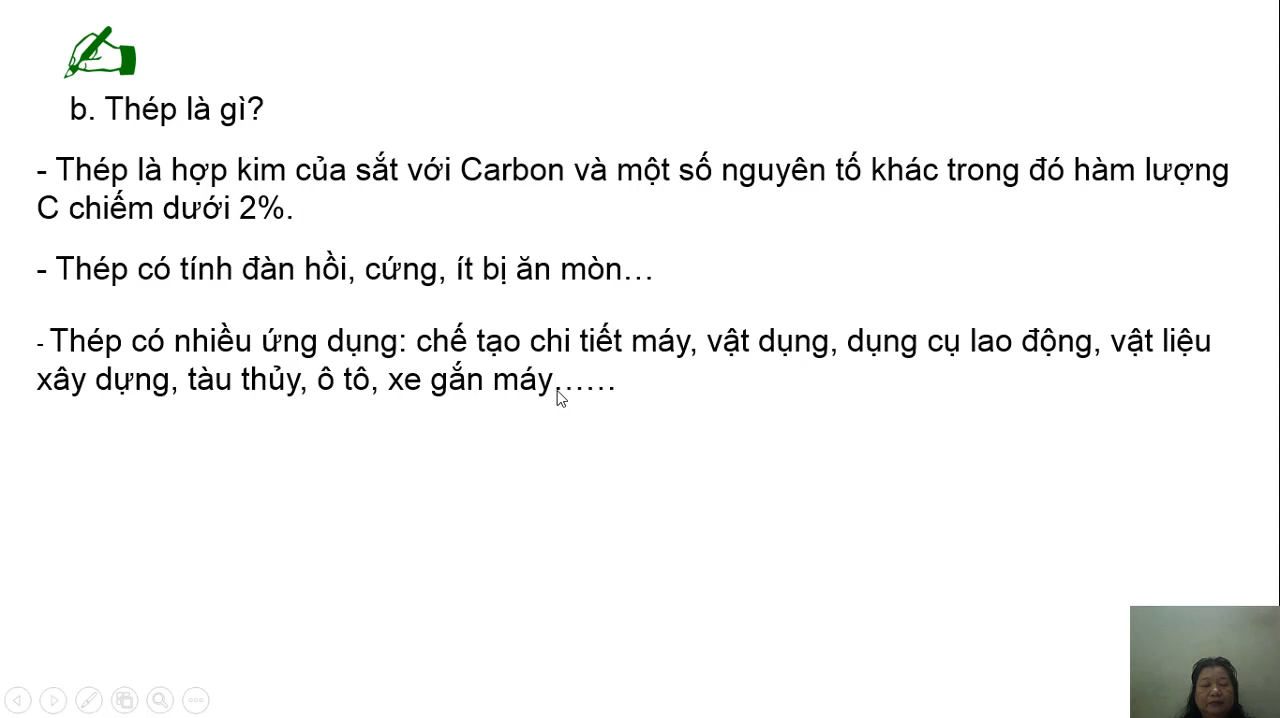 b. Thép là gì?
- Thép là hợp kim của sắt với Carbon và một số nguyên tố khác trong đó hàm lượng
C chiếm dưới 2%.
- Thép có tính đàn hồi, cứng, ít bị ăn mòn…
- Thép có nhiều ứng dụng: chế tạo chi tiết máy, vật dụng, dụng cụ lao động, vật liệu
xây dựng, tàu thủy, ô tô, xe gắn máy……